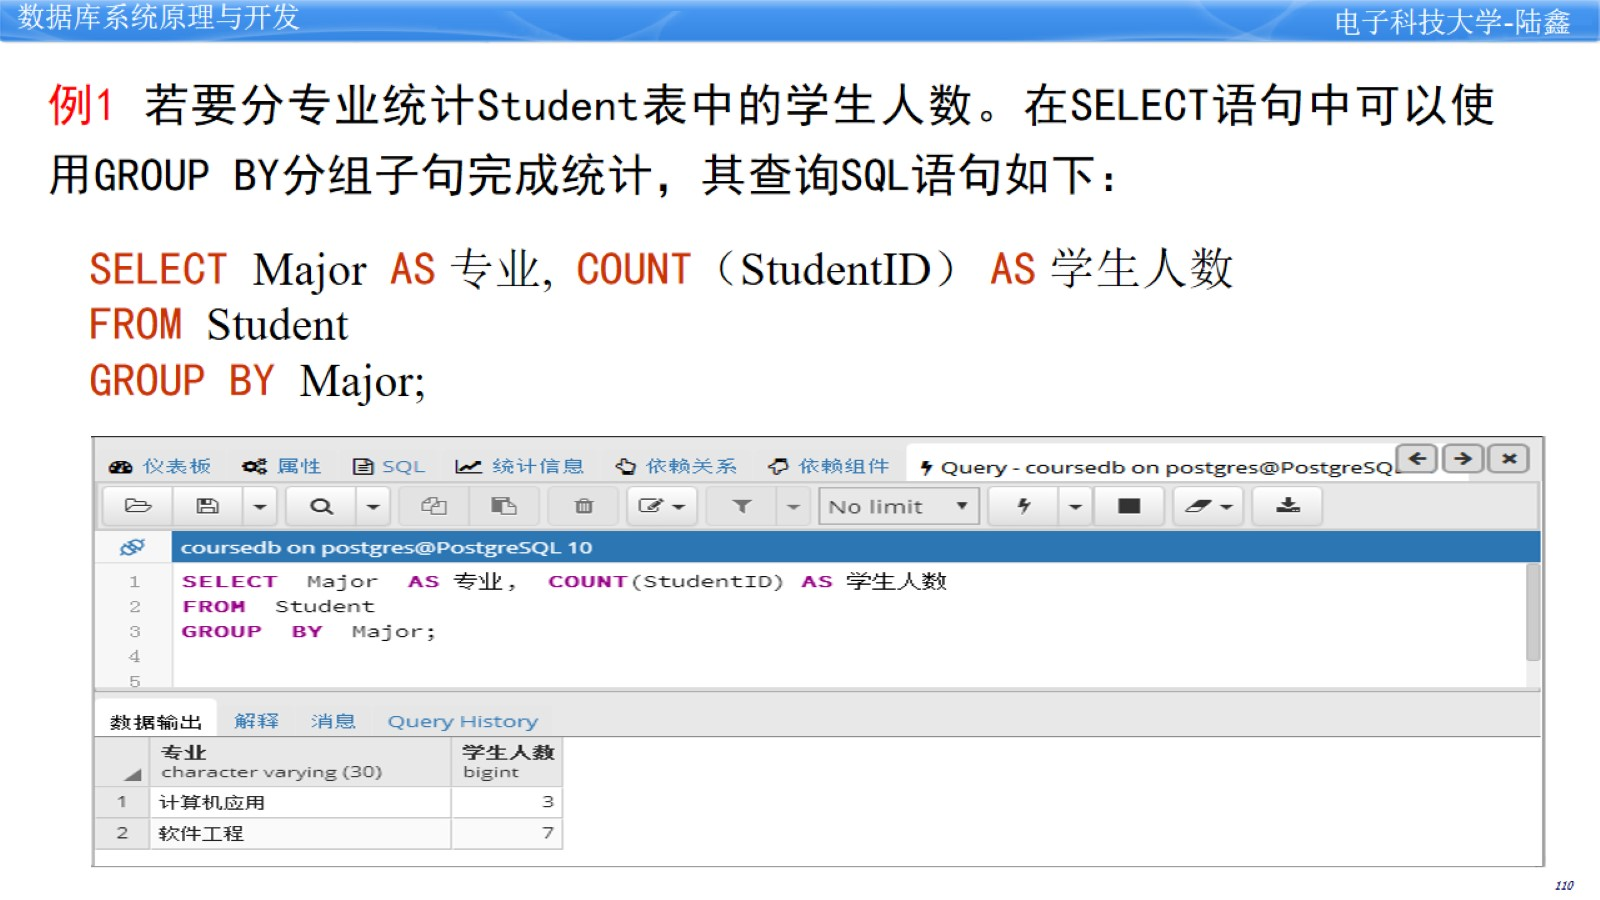 数据库系统原理与开发
电子科技大学-陆鑫
例1 若要分专业统计Student表中的学生人数。在SELECT语句中可以使
用GROUP BY分组子句完成统计，其查询SQL语句如下：
SELECT Major AS 专业, COUNT（StudentID） AS 学生人数
FROM Student
GROUP BY Major;
仪表板 属性 SQL 统计信息 依赖关系 依赖组件 Query - coursedb on postgres@PostgreSQ
No limit
coursedb on postgres@PostgreSQL 10
1 SELECT Major AS 专业, COUNT(StudentID) AS 学生人数
2 FROM Student
3 GROUP BY Major;
4
5
数据输出 解释 消息 Query History
专业 学生人数
character varying (30) bigint
1 计算机应用 3
2 软件工程 7
110